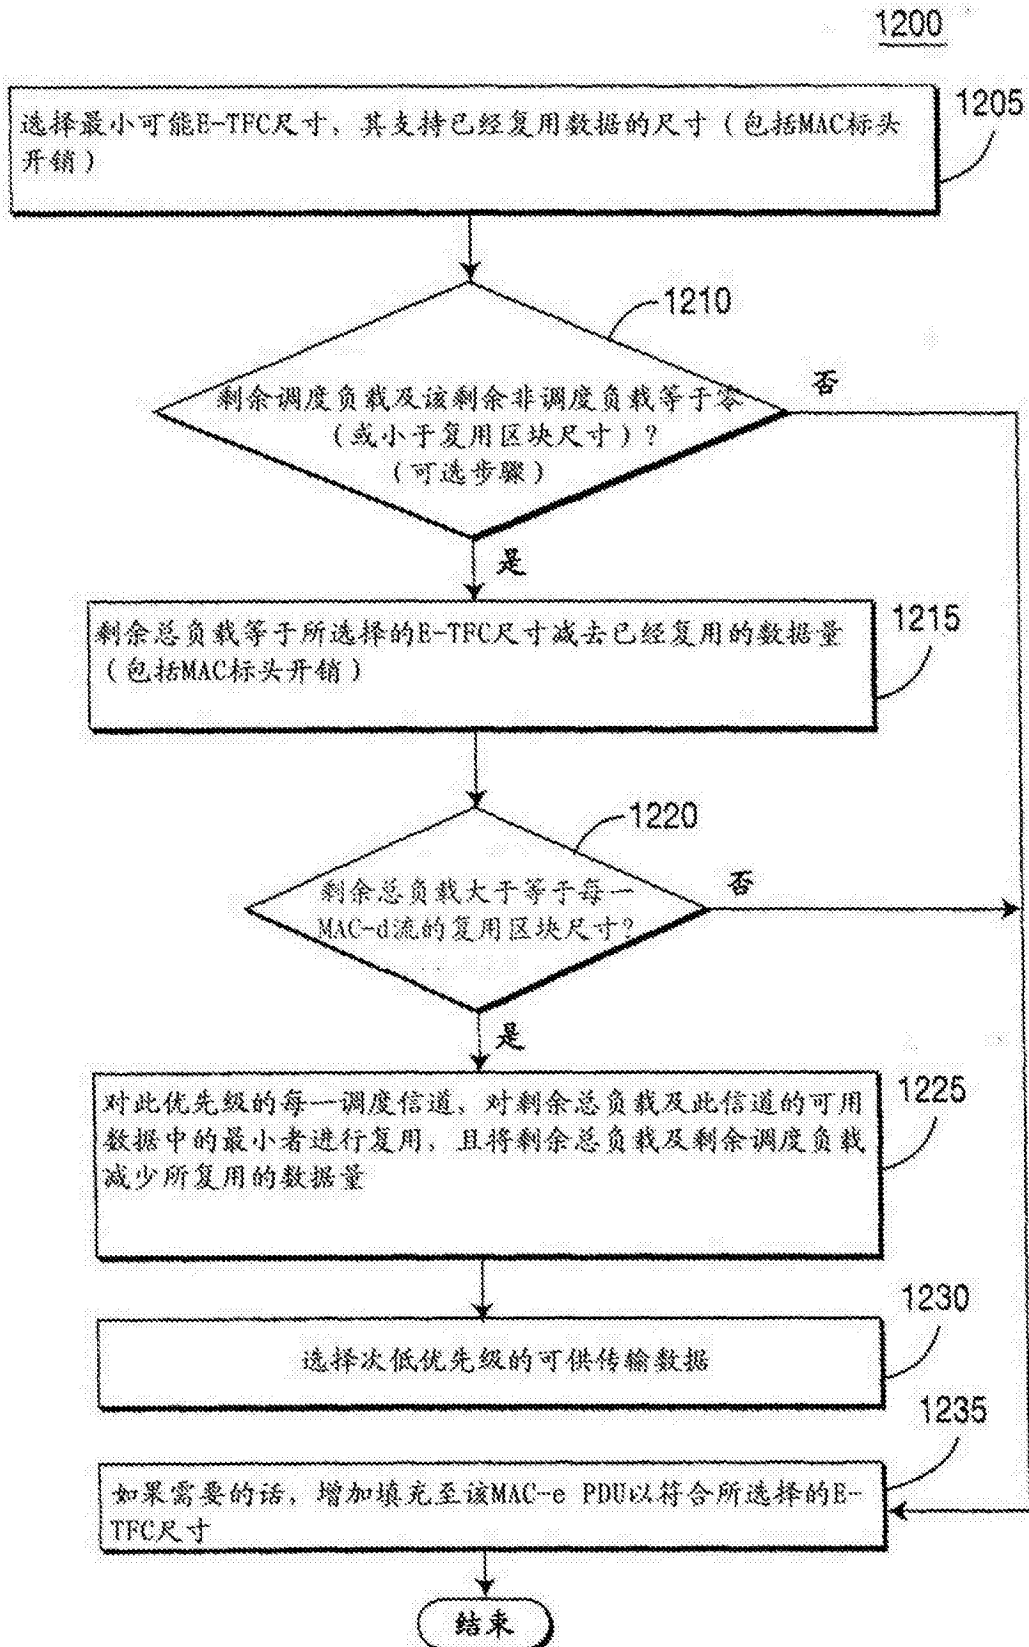 1200
1205
选择最小可能E-TFC尺寸，其支持已经复用数据的尺寸（包括MAC标头
开销）
1210
剩余调度负载及该剩余非调度负载等于零
（或小于复用区块尺寸）？
（可选步骤）
否
是
1215
剩余总负载等于所选择的E-TFC尺寸减去已经复用的数据量
（包括MAC标头开销）
1220
剩余总负载大于等于每一
MAC-d流的复用区块尺寸？
否
是
1225
对此优先级的每一调度信道，对剩余总负载及此信道的可用
数据中的最小者进行复用，且将剩余总负载及剩余调度负载
减少所复用的数据量
1230
选择次低优先级的可供传输数据
1235
如果需要的话，增加填充至该MAC-e PDU以符合所选择的E-
TFC尺寸
结束